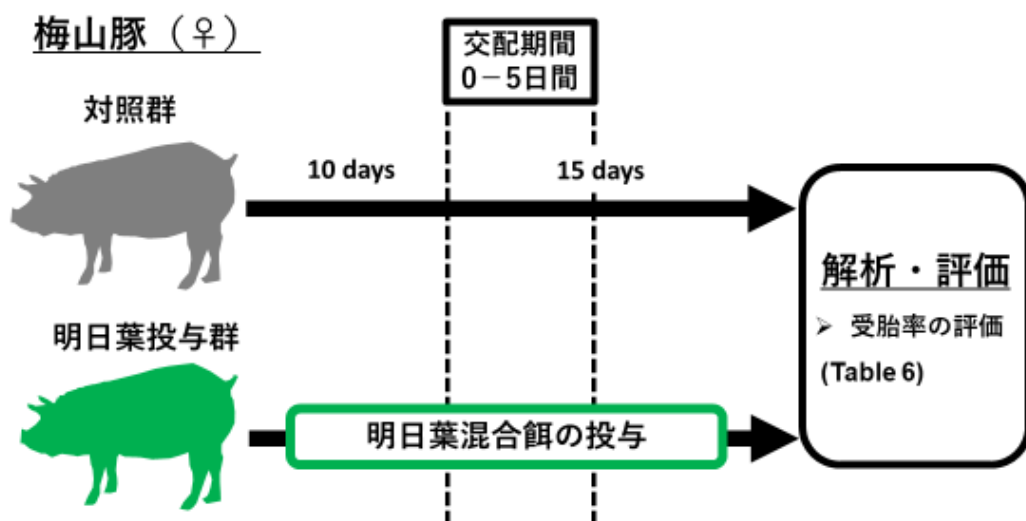 梅山豚（♀）
交配期間
0－5日間
対照群
10 days
15 days
明日葉投与群
明日葉混合餌の投与
解析・評価
➢ 受胎率の評価
(Table 6)